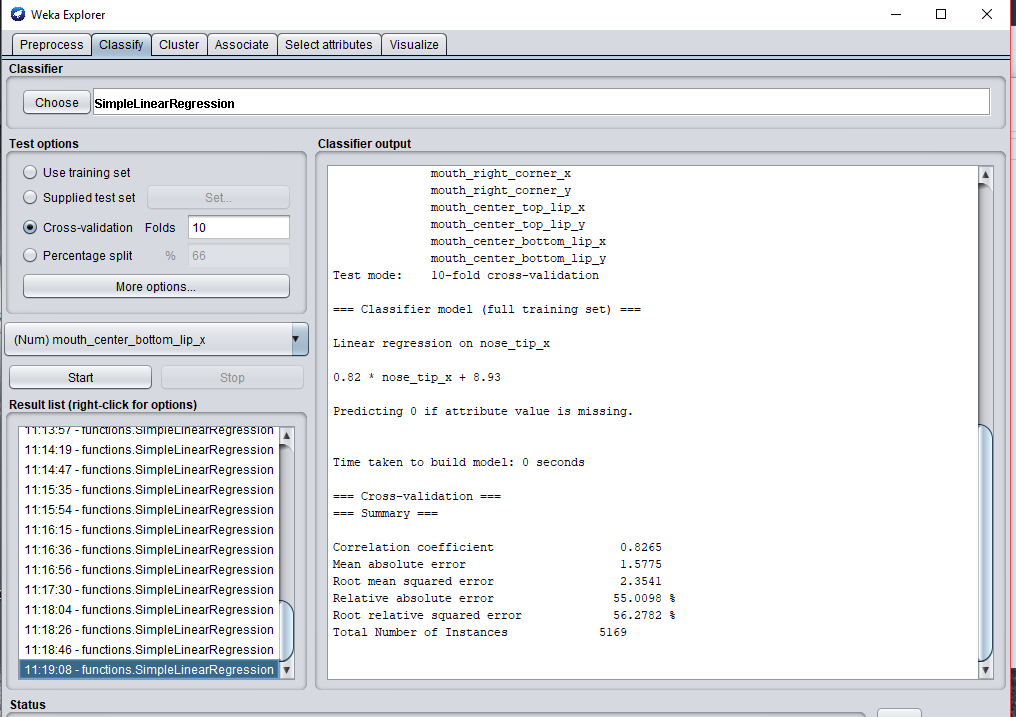 Weka Explorer
Preprocess Classify Cluster Associate Select attributes Visualize
Classifier
Choose SimpleLinearRegression
Test options
Use training set
Supplied test set Set...
Cross-validation Folds 10
Percentage split % 66
More options...
(Num) mouth_center_bottom_lip_x
Start Stop
Result list (right-click for options)
11:13:57 - functions.SimpleLinearRegression
11:14:19 - functions.SimpleLinearRegression
11:14:47 - functions.SimpleLinearRegression
11:15:35 - functions.SimpleLinearRegression
11:15:54 - functions.SimpleLinearRegression
11:16:15 - functions.SimpleLinearRegression
11:16:36 - functions.SimpleLinearRegression
11:16:56 - functions.SimpleLinearRegression
11:17:30 - functions.SimpleLinearRegression
11:18:04 - functions.SimpleLinearRegression
11:18:26 - functions.SimpleLinearRegression
11:18:46 - functions.SimpleLinearRegression
11:19:08 - functions.SimpleLinearRegression
Classifier output
mouth_right_corner_x
mouth_right_corner_y
mouth_center_top_lip_x
mouth_center_top_lip_y
mouth_center_bottom_lip_x
mouth_center_bottom_lip_y
Test mode: 10-fold cross-validation
=== Classifier model (full training set) ===
Linear regression on nose_tip_x
0.82 * nose_tip_x + 8.93
Predicting 0 if attribute value is missing.
Time taken to build model: 0 seconds
=== Cross-validation ===
=== Summary ===
Correlation coefficient 0.8265
Mean absolute error 1.5775
Root mean squared error 2.3541
Relative absolute error 55.0098 %
Root relative squared error 56.2782 %
Total Number of Instances 5169
Status